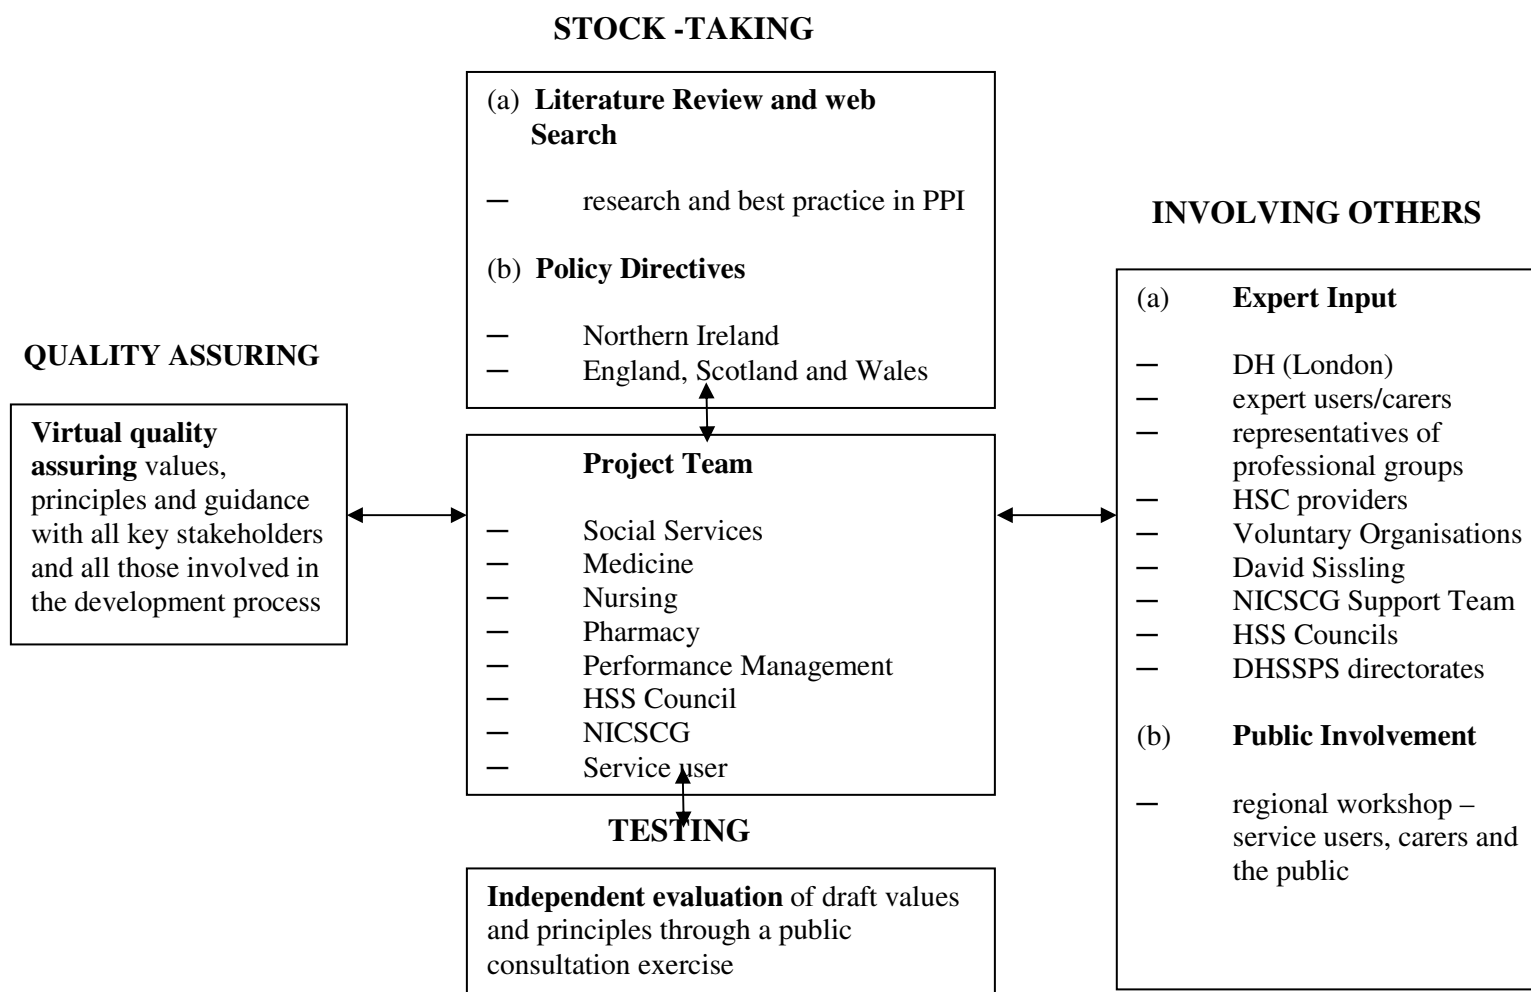 STOCK -TAKING
(a) Literature Review and web
Search
— research and best practice in PPI
(b) Policy Directives
— Northern Ireland
— England, Scotland and Wales
QUALITY ASSURING
Virtual quality
assuring values,
principles and guidance
with all key stakeholders
and all those involved in
the development process
Project Team
— Social Services
— Medicine
— Nursing
— Pharmacy
— Performance Management
— HSS Council
— NICSCG
— Service user
INVOLVING OTHERS
(a) Expert Input
— DH (London)
— expert users/carers
— representatives of
professional groups
— HSC providers
— Voluntary Organisations
— David Sissling
— NICSCG Support Team
— HSS Councils
— DHSSPS directorates
(b) Public Involvement
— regional workshop –
service users, carers and
the public
TESTING
Independent evaluation of draft values
and principles through a public
consultation exercise